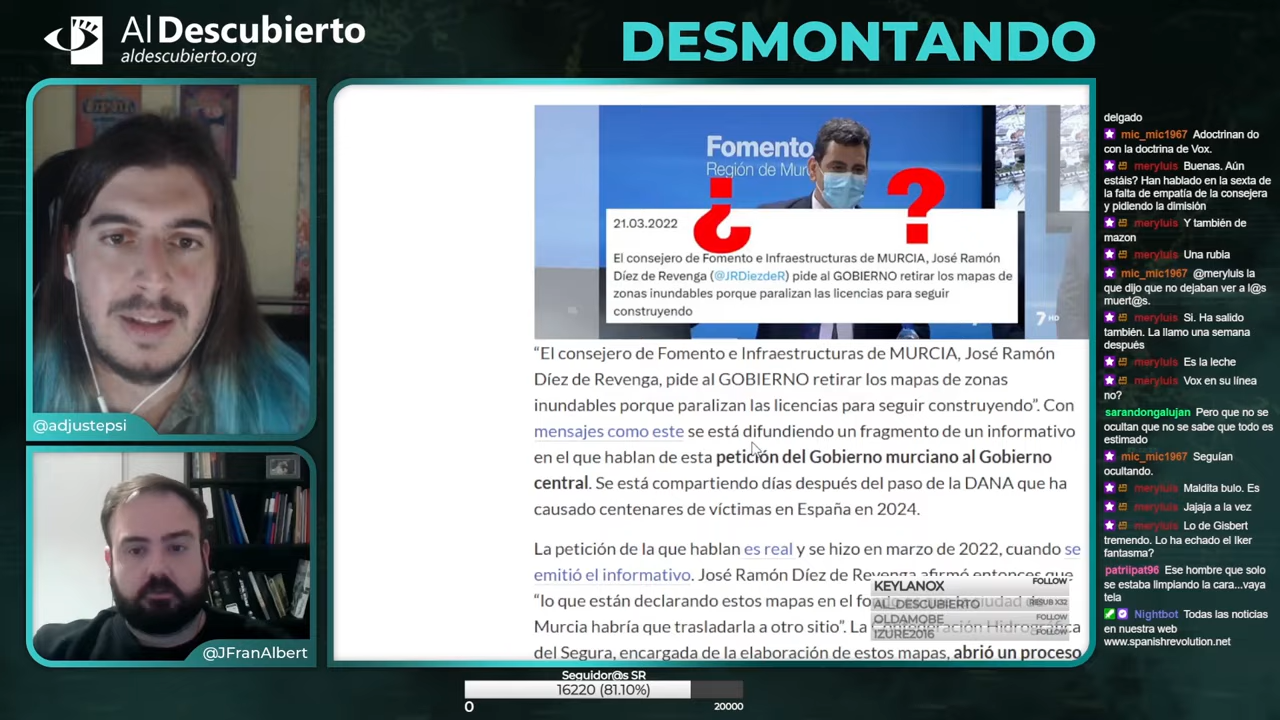 Al Descubierto
aldescubierto.org
DESMONTANDO
@adjustepsi
@JFranAlbert
Fomento
Región de Mur
¿ ?
21.03.2022
El consejero de Fomento e Infraestructuras de MURCIA, José Ramón
Díez de Revenga (@JRDiezdeR) pide al GOBIERNO retirar los mapas de
zonas inundables porque paralizan las licencias para seguir
construyendo
7 HD
“El consejero de Fomento e Infraestructuras de MURCIA, José Ramón
Díez de Revenga, pide al GOBIERNO retirar los mapas de zonas
inundables porque paralizan las licencias para seguir construyendo”. Con
mensajes como este se está difundiendo un fragmento de un informativo
en el que hablan de esta petición del Gobierno murciano al Gobierno
central. Se está compartiendo días después del paso de la DANA que ha
causado centenares de víctimas en España en 2024.
La petición de la que hablan es real y se hizo en marzo de 2022, cuando se
emitió el informativo. José Ramón Díez de Revenga afirmó entonces que
“lo que están declarando estos mapas en el
Murcia habría que trasladarla a otro sitio”. La Confederación Hidrográfica
del Segura, encargada de la elaboración de estos mapas, abrió un proceso
KEYLANOX FOLLOW
AL_DESCUBIERTO RESUB X32
OLDAMOBE FOLLOW
1ZURE2016 FOLLOW
delgado
mic_mic1967 Adoctrinan do
con la doctrina de Vox.
meryluis Buenas. Aún
estáis? Han hablado en la sexta de
la falta de empatía de la consejera
y pidiendo la dimisión
meryluis Y también de
mazon
meryluis Una rubia
mic_mic1967 @meryluis la
que dijo que no dejaban ver a l@s
muert@s.
meryluis Si. Ha salido
también. La llamo una semana
después
meryluis Es la leche
meryluis Vox en su línea
no?
sarandongalujan Pero que no se
ocultan que no se sabe que todo es
estimado
mic_mic1967 Seguían
ocultando.
meryluis Maldita bulo. Es
meryluis Jajaja a la vez
meryluis Lo de Gisbert
tremendo. Lo ha echado el Iker
fantasma?
patriipat96 Ese hombre que solo
se estaba limpiando la cara...vaya
tela
Nightbot Todas las noticias
en nuestra web
www.spanishrevolution.net
Seguidor@s SR
16220 (81.10%)
0 20000